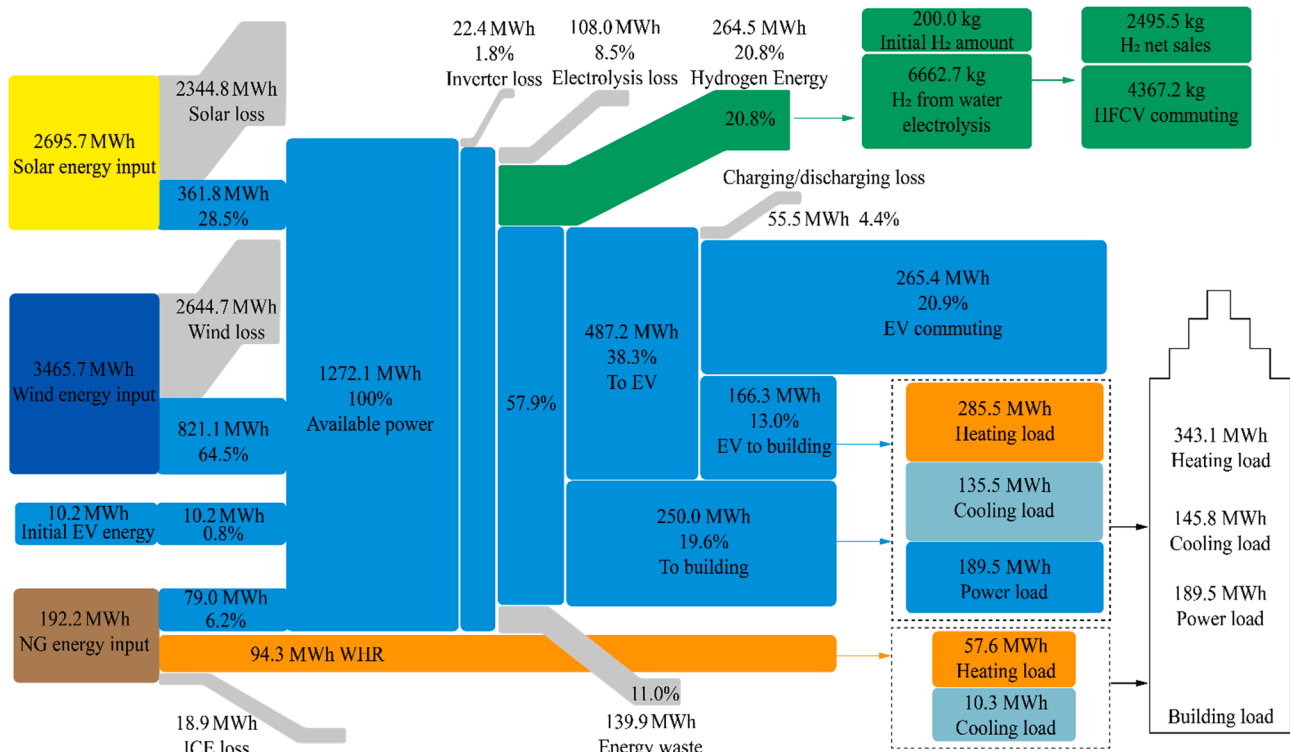 22.4 MWh
1.8%
Inverter loss
108.0 MWh
8.5%
Electrolysis loss
264.5 MWh
20.8%
Hydrogen Energy
20.8%
200.0 kg
Initial H₂ amount
6662.7 kg
H₂ from water
electrolysis
2495.5 kg
H₂ net sales
4367.2 kg
HFCV commuting
2695.7 MWh
Solar energy input
2344.8 MWh
Solar loss
361.8 MWh
28.5%
3465.7 MWh
Wind energy input
2644.7 MWh
Wind loss
821.1 MWh
64.5%
10.2 MWh
Initial EV energy
10.2 MWh
0.8%
192.2 MWh
NG energy input
79.0 MWh
6.2%
94.3 MWh WHR
18.9 MWh
ICE loss
1272.1 MWh
100%
Available power
57.9%
Charging/discharging loss
55.5 MWh 4.4%
487.2 MWh
38.3%
To EV
265.4 MWh
20.9%
EV commuting
166.3 MWh
13.0%
EV to building
250.0 MWh
19.6%
To building
11.0%
139.9 MWh
Energy waste
285.5 MWh
Heating load
135.5 MWh
Cooling load
189.5 MWh
Power load
57.6 MWh
Heating load
10.3 MWh
Cooling load
343.1 MWh
Heating load
145.8 MWh
Cooling load
189.5 MWh
Power load
Building load